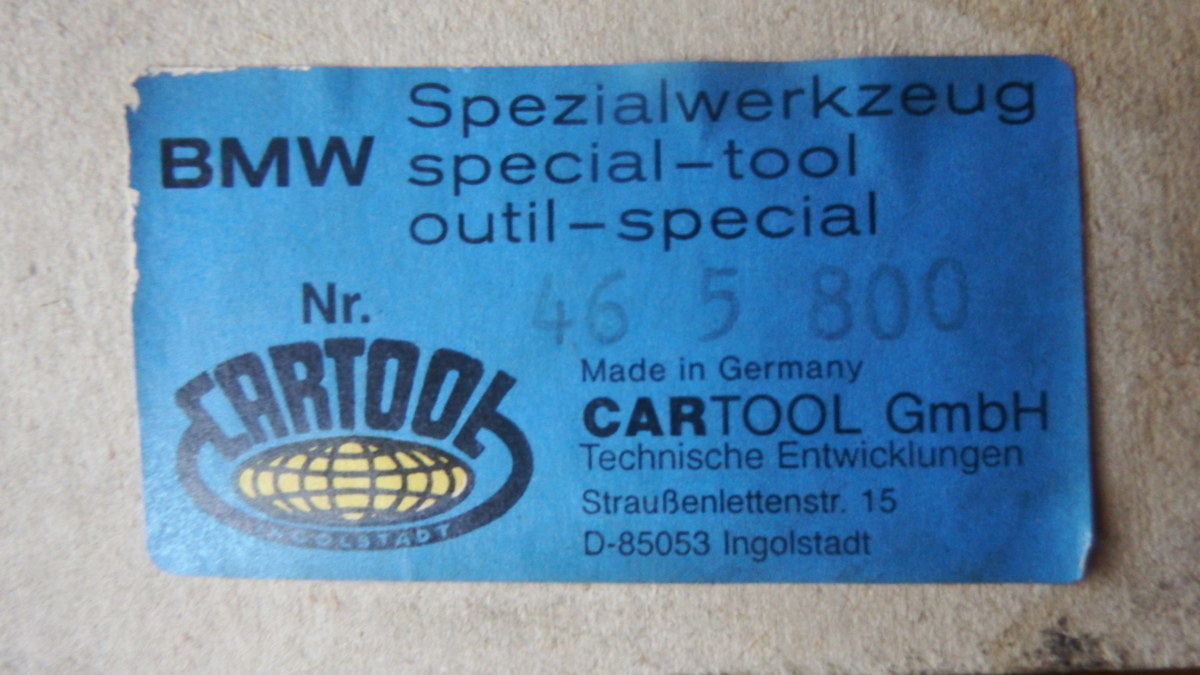 BMW
Spezialwerkzeug
special-tool
outil-special
Nr. 46 5 800
CARTOOL
INGOLSTADT
Made in Germany
CARTOOL GmbH
Technische Entwicklungen
Straußenlettenstr. 15
D-85053 Ingolstadt